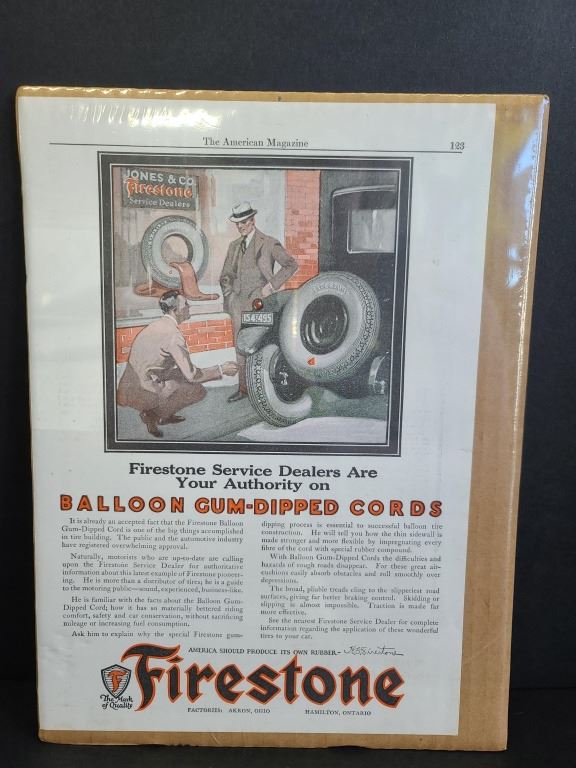 The American Magazine 123
JONES & CO.
Firestone
Service Dealers
Firestone Service Dealers Are
Your Authority on
BALLOON GUM-DIPPED CORDS
It is already an accepted fact that the Firestone Balloon
Gum-Dipped Cord is one of the big things accomplished
in tire building. The public and the automotive industry
have registered overwhelming approval.
Naturally, motorists who are up-to-date are calling
upon the Firestone Service Dealer for authoritative
information about this latest example of Firestone pioneer-
ing. He is more than a distributor of tires; he is a guide
to the motoring public—sound, experienced, business-like.
He is familiar with the facts about the Balloon Gum-
Dipped Cord; how it has so materially bettered riding
comfort, safety and car conservation, without sacrificing
mileage or increasing fuel consumption.
Ask him to explain why the special Firestone gum-
dipping process is essential to successful balloon tire
construction. He will tell you how the thin sidewall is
made stronger and more flexible by impregnating every
fibre of the cord with special rubber compound.
With Balloon Gum-Dipped Cords the difficulties and
hazards of rough roads disappear. For these great air-
cushions easily absorb obstacles and roll smoothly over
depressions.
The broad, pliable treads cling to the slipperiest road
surfaces, giving far better braking control. Skidding or
slipping is almost impossible. Traction is made far
more effective.
See the nearest Firestone Service Dealer for complete
information regarding the application of these wonderful
tires to your car.
AMERICA SHOULD PRODUCE ITS OWN RUBBER— H.S. Firestone
The Mark
of Quality
Firestone
FACTORIES: AKRON, OHIO HAMILTON, ONTARIO